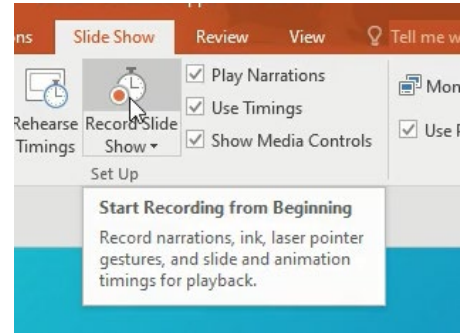 ns Slide Show Review View Tell me w
Rehearse Timings
Record Slide Show
Play Narrations
Use Timings
Show Media Controls
Mon
Use
Set Up
Start Recording from Beginning
Record narrations, ink, laser pointer
gestures, and slide and animation
timings for playback.